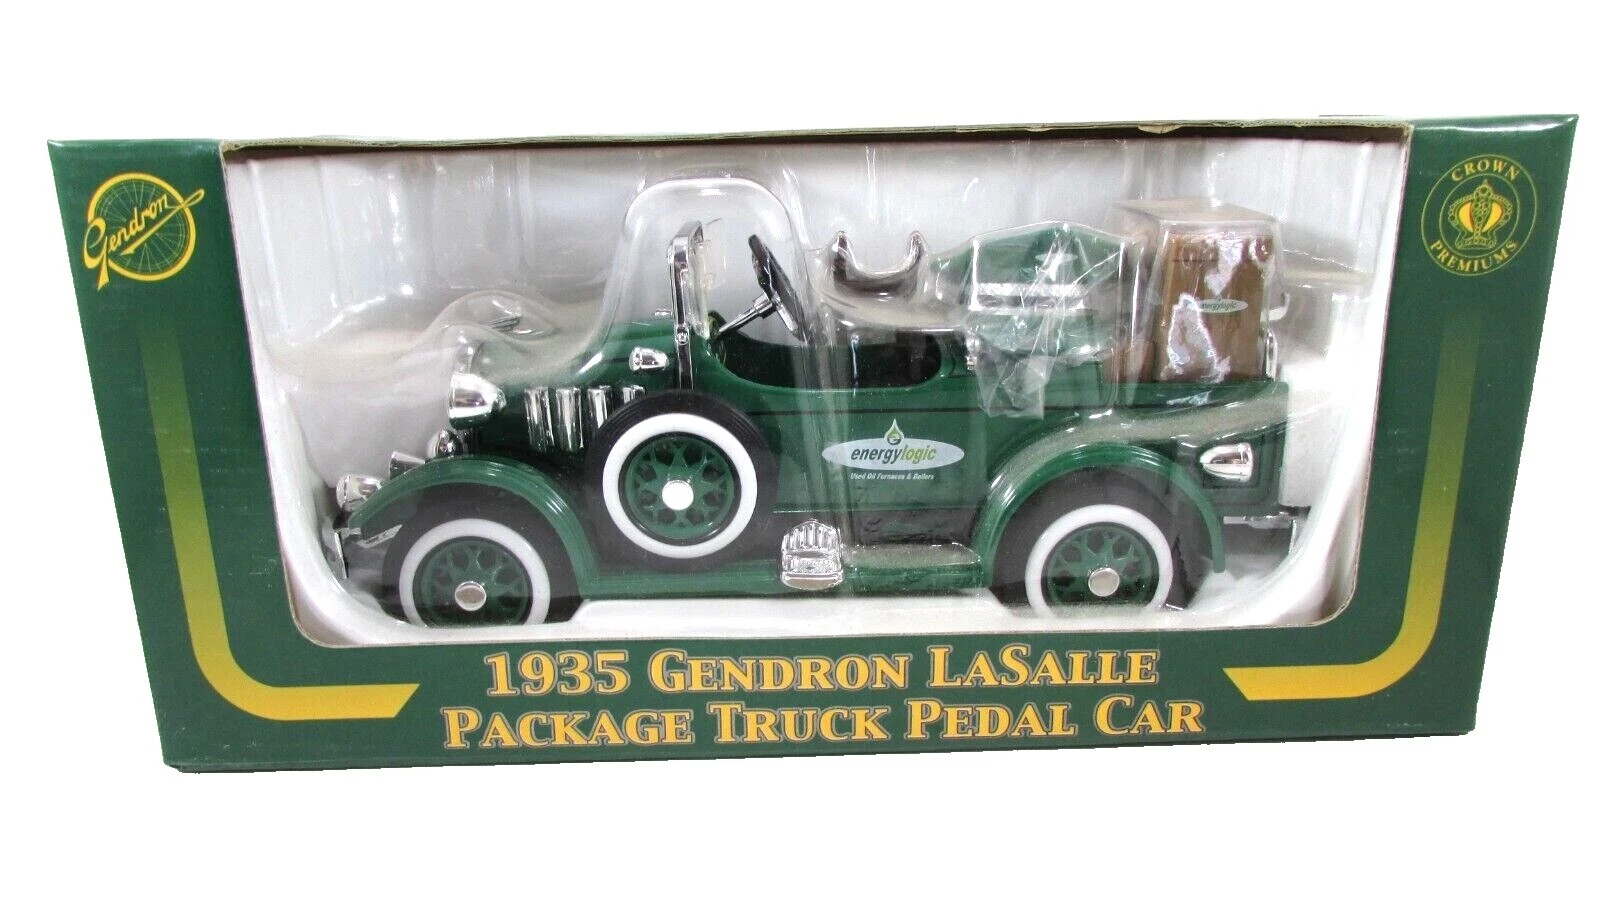 Gendron
CROWN
PREMIUMS
energylogic
energylogic
Used Oil Furnaces & Boilers
1935 GENDRON LASALLE
PACKAGE TRUCK PEDAL CAR